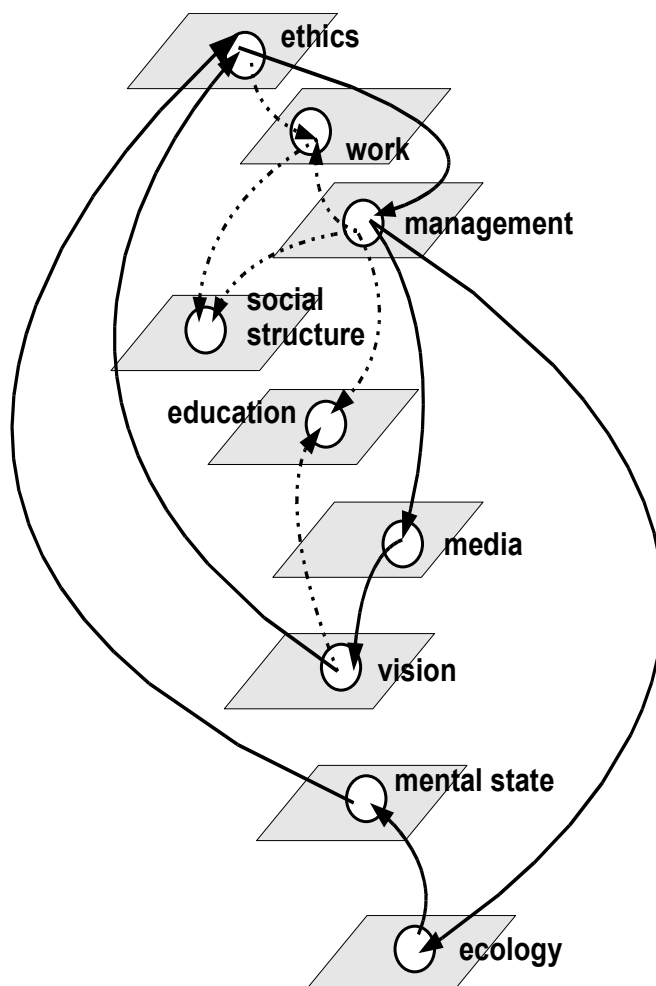 ethics
work
management
social
structure
education
media
vision
mental state
ecology